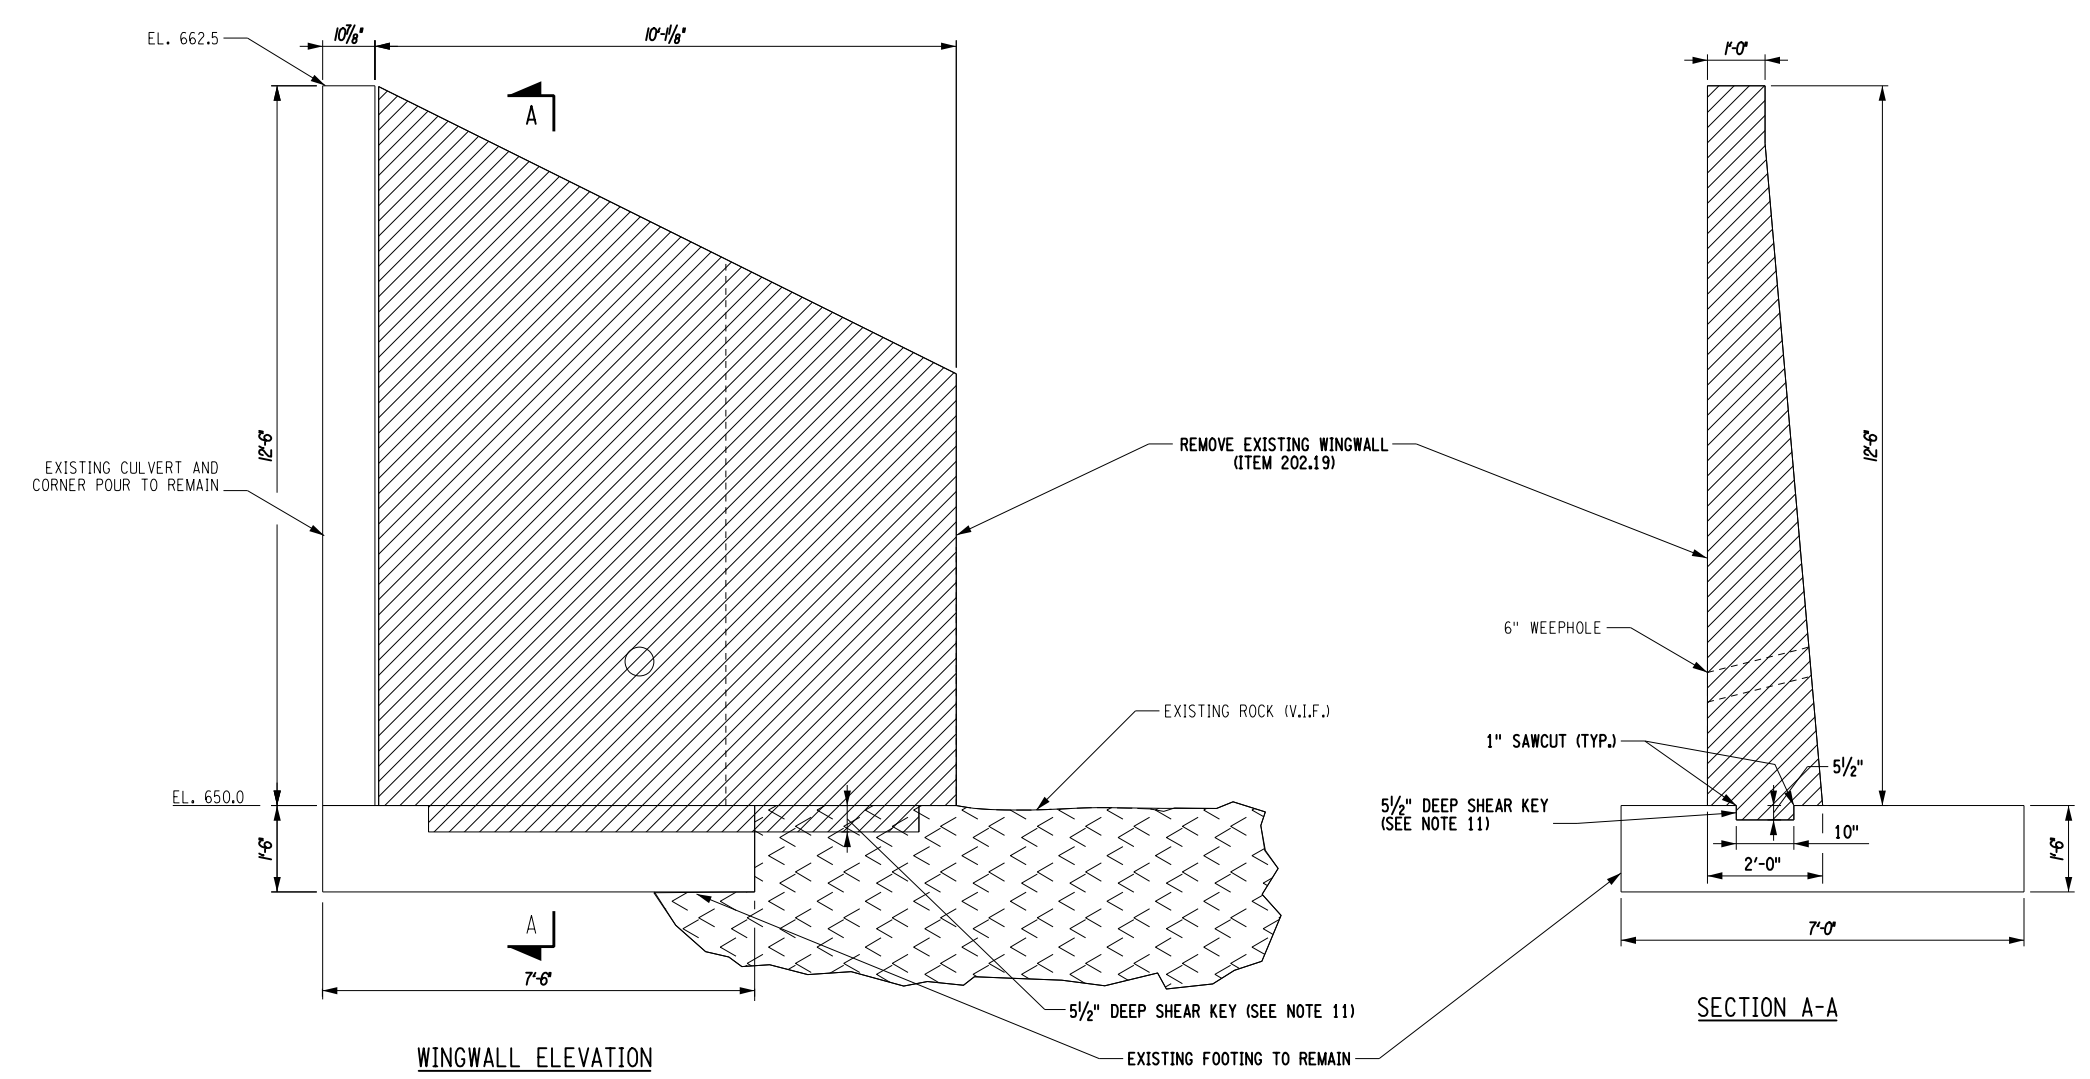 EL. 662.5
10⅞"
10'-1⅛"
1'-0"
A
12'-6"
EXISTING CULVERT AND
CORNER POUR TO REMAIN
REMOVE EXISTING WINGWALL
(ITEM 202.19)
12'-6"
6" WEEPHOLE
EXISTING ROCK (V.I.F.)
1" SAWCUT (TYP.)
5½"
EL. 650.0
5½" DEEP SHEAR KEY
(SEE NOTE 11)
10"
1'-6"
1'-6"
2'-0"
A
7'-0"
7'-6"
5½" DEEP SHEAR KEY (SEE NOTE 11)
SECTION A-A
WINGWALL ELEVATION
EXISTING FOOTING TO REMAIN